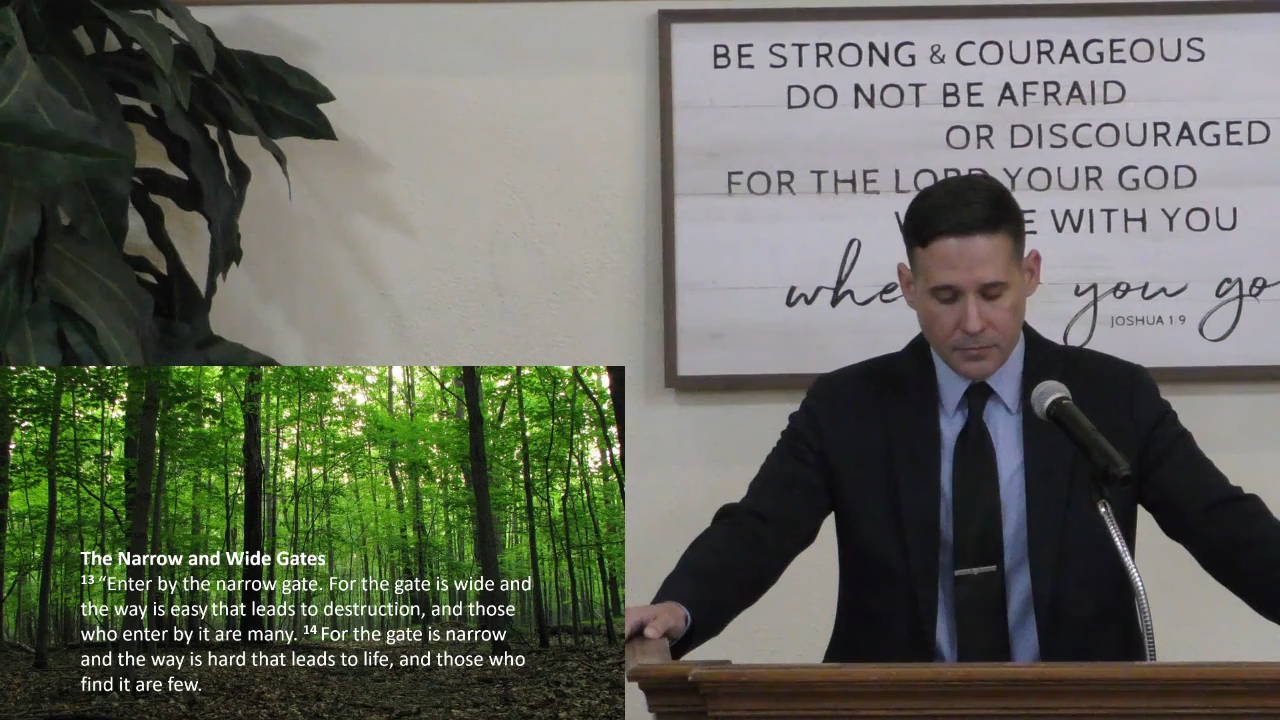 BE STRONG & COURAGEOUS
DO NOT BE AFRAID
OR DISCOURAGED
FOR THE LORD YOUR GOD
WITH YOU
you go
JOSHUA 1 9
The Narrow and Wide Gates
13 “Enter by the narrow gate. For the gate is wide and
the way is easy that leads to destruction, and those
who enter by it are many. 14 For the gate is narrow
and the way is hard that leads to life, and those who
find it are few.